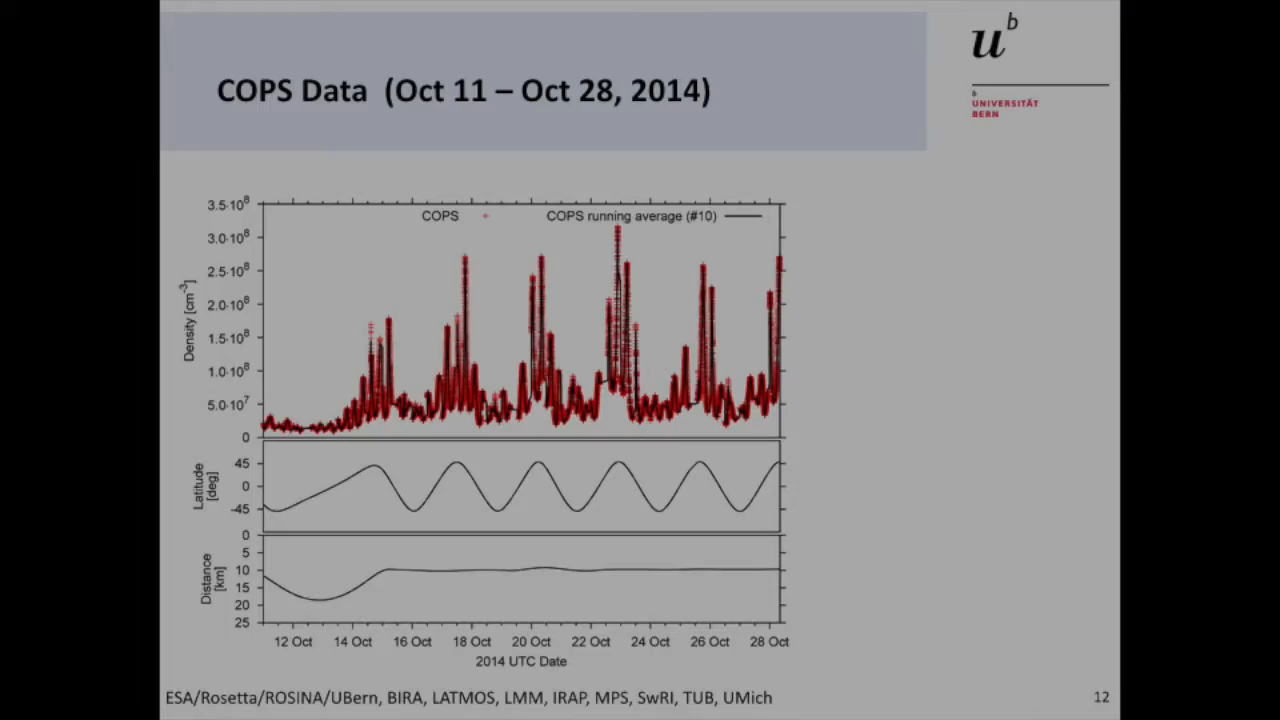 COPS Data (Oct 11 – Oct 28, 2014)
u b
b
UNIVERSITÄT
BERN
COPS COPS running average (#10)
Density [cm-3]
3.5·10 8
3.0·10 8
2.5·10 8
2.0·10 8
1.5·10 8
1.0·10 8
5.0·10 7
0
Latitude
[deg]
45
0
-45
Distance
[km]
0
5
10
15
20
25
12 Oct 14 Oct 16 Oct 18 Oct 20 Oct 22 Oct 24 Oct 26 Oct 28 Oct
2014 UTC Date
ESA/Rosetta/ROSINA/UBern, BIRA, LATMOS, LMM, IRAP, MPS, SwRI, TUB, UMich
12